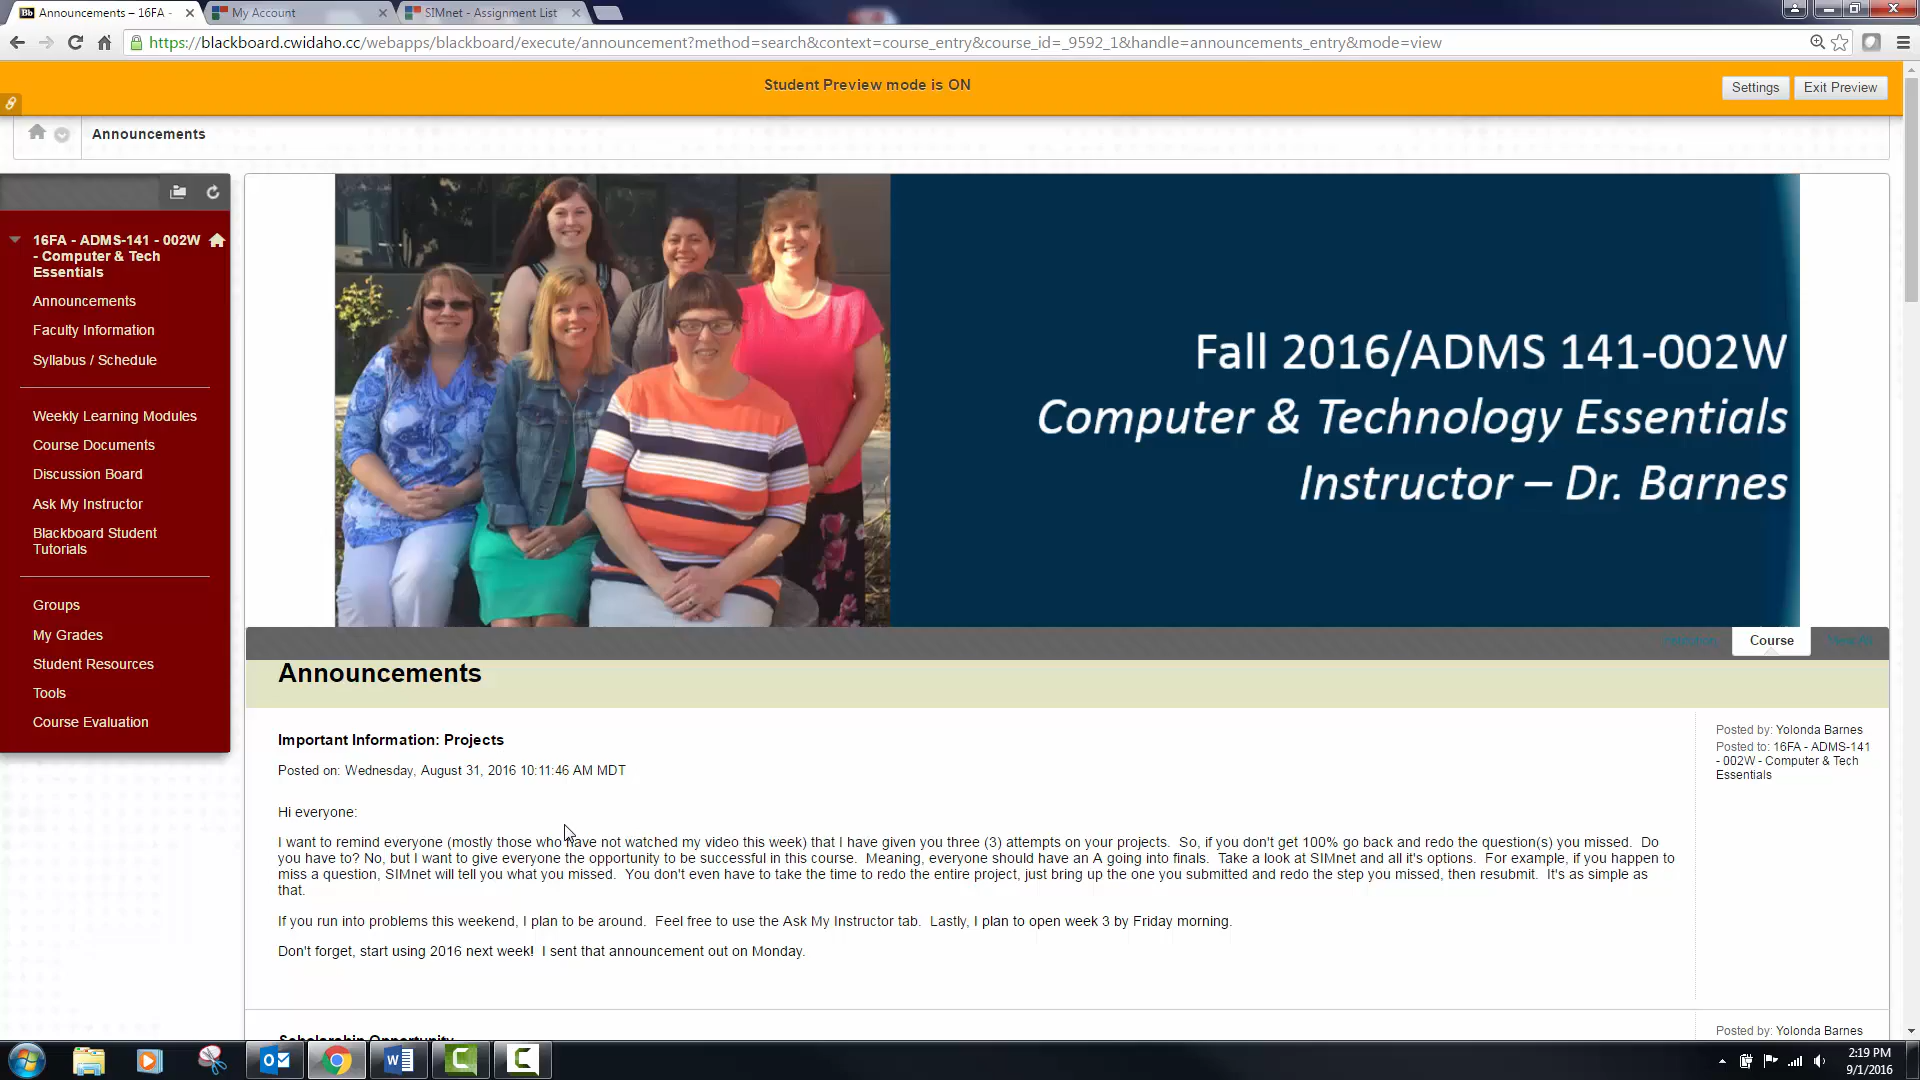 Announcements – 16FA -
My Account
SIMnet - Assignment List
https://blackboard.cwidaho.cc/webapps/blackboard/execute/announcement?method=search&context=course_entry&course_id=_9592_1&handle=announcements_entry&mode=view
Student Preview mode is ON
Settings
Exit Preview
Announcements
16FA - ADMS-141 - 002W
- Computer & Tech
Essentials
Announcements
Faculty Information
Syllabus / Schedule
Weekly Learning Modules
Course Documents
Discussion Board
Ask My Instructor
Blackboard Student
Tutorials
Groups
My Grades
Student Resources
Tools
Course Evaluation
Fall 2016/ADMS 141-002W
Computer & Technology Essentials
Instructor – Dr. Barnes
Course
Announcements
Important Information: Projects
Posted on: Wednesday, August 31, 2016 10:11:46 AM MDT
Hi everyone:
I want to remind everyone (mostly those who have not watched my video this week) that I have given you three (3) attempts on your projects. So, if you don't get 100% go back and redo the question(s) you missed. Do
you have to? No, but I want to give everyone the opportunity to be successful in this course. Meaning, everyone should have an A going into finals. Take a look at SIMnet and all it's options. For example, if you happen to
miss a question, SIMnet will tell you what you missed. You don't even have to take the time to redo the entire project, just bring up the one you submitted and redo the step you missed, then resubmit. It's as simple as
that.
If you run into problems this weekend, I plan to be around. Feel free to use the Ask My Instructor tab. Lastly, I plan to open week 3 by Friday morning.
Don't forget, start using 2016 next week! I sent that announcement out on Monday.
Posted by: Yolonda Barnes
Posted to: 16FA - ADMS-141
- 002W - Computer & Tech
Essentials
Scholarship Opportunity
Posted by: Yolonda Barnes
2:19 PM
9/1/2016